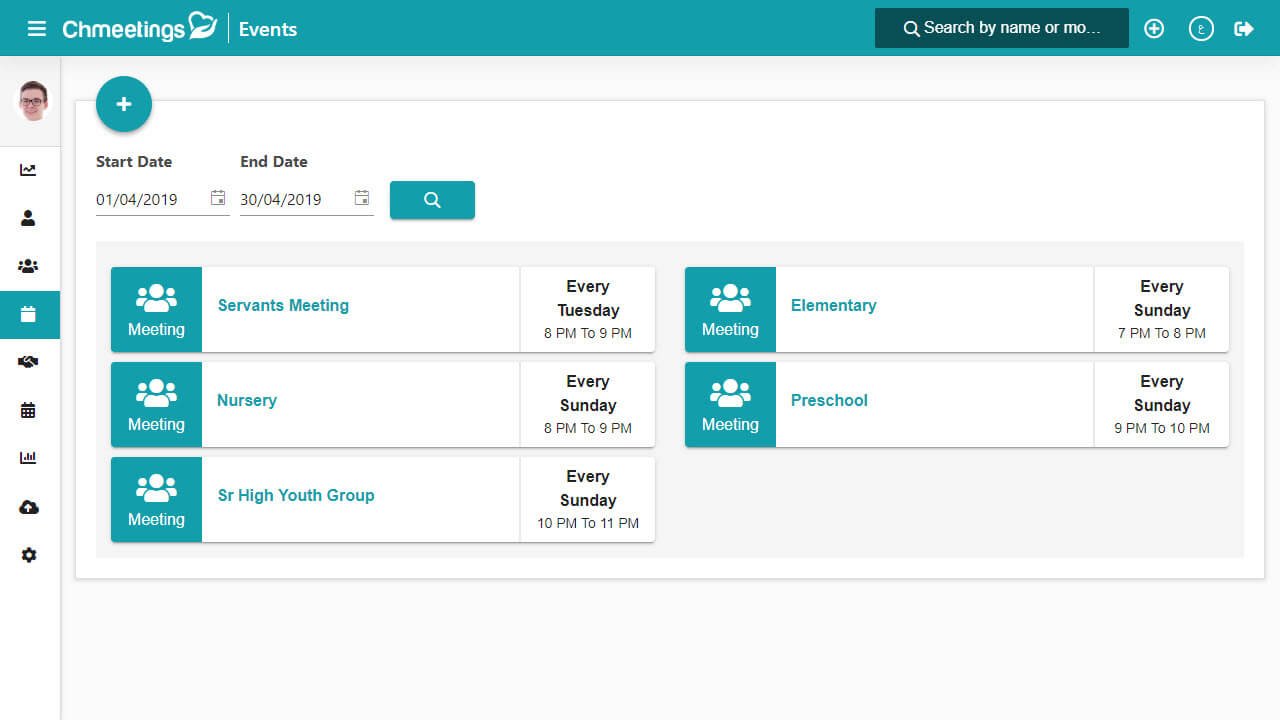 Chmeetings
Events
Search by name or mo...
ع
Start Date
End Date
01/04/2019
30/04/2019
Meeting
Servants Meeting
Every
Tuesday
8 PM To 9 PM
Meeting
Elementary
Every
Sunday
7 PM To 8 PM
Meeting
Nursery
Every
Sunday
8 PM To 9 PM
Meeting
Preschool
Every
Sunday
9 PM To 10 PM
Meeting
Sr High Youth Group
Every
Sunday
10 PM To 11 PM